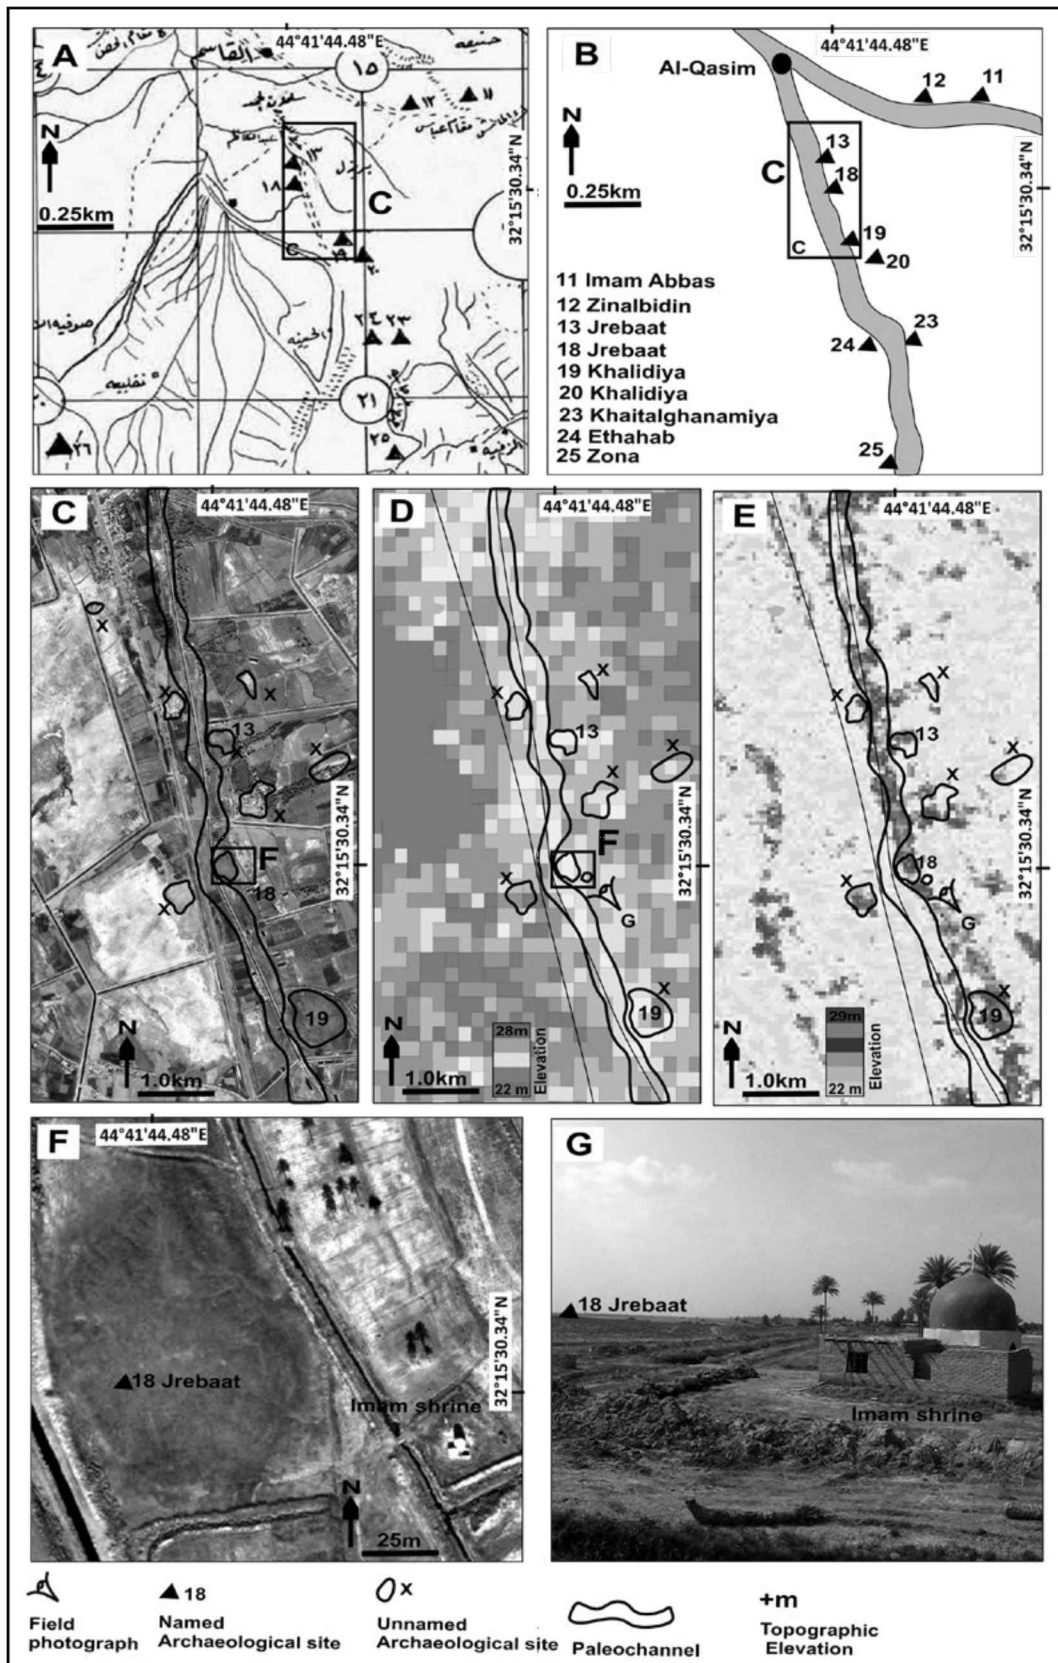 A
44°41'44.48"E
القاسم
١٥
١٢
١١
N
0.25km
١٣
١٨
C
C
١٩
٢٠
32°15'30.34"N
٢٤
٢٣
٢١
٢٥
٢٦
B
44°41'44.48"E
Al-Qasim
12
11
N
0.25km
13
18
C
C
19
20
32°15'30.34"N
11 Imam Abbas
12 Zinalbidin
13 Jrebaat
18 Jrebaat
19 Khalidiya
20 Khalidiya
23 Khaitalghanamiya
24 Ethahab
25 Zona
23
24
25
C
44°41'44.48"E
X
X
X
13
X
X
X
F
18
X
32°15'30.34"N
19
N
1.0km
D
44°41'44.48"E
X
X
13
X
X
F
X
G
32°15'30.34"N
X
19
N
1.0km
28m
22 m
Elevation
E
44°41'44.48"E
X
X
13
X
X
18
X
G
32°15'30.34"N
X
19
N
1.0km
29m
22 m
Elevation
F
44°41'44.48"E
18 Jrebaat
Imam shrine
32°15'30.34"N
N
25m
G
18 Jrebaat
Imam shrine
Field
photograph
18
Named
Archaeological site
X
Unnamed
Archaeological site
Paleochannel
+m
Topographic
Elevation